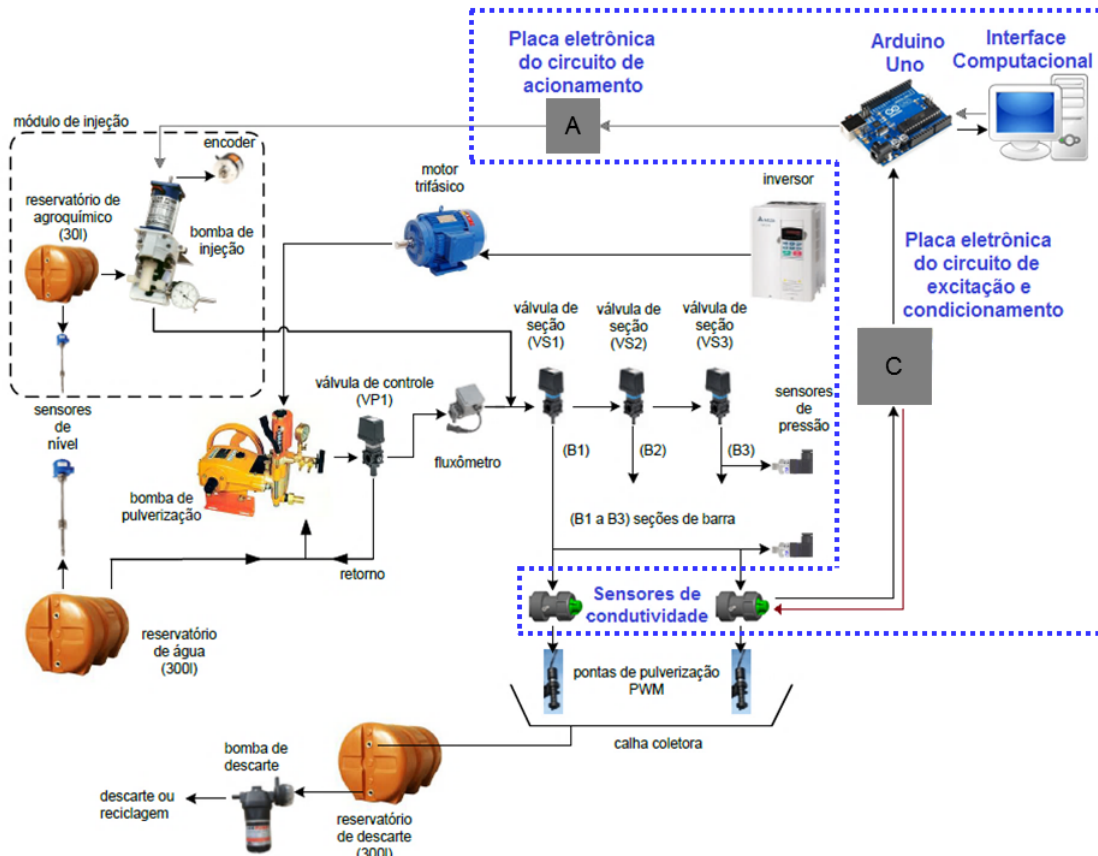 Placa eletrônica
do circuito de
acionamento
Arduino
Uno
Interface
Computacional
A
módulo de injeção
encoder
reservatório de
agroquímico
(30l)
bomba de
injeção
motor
trifásico
inversor
Placa eletrônica
do circuito de
excitação e
condicionamento
C
válvula de
seção
(VS1)
válvula de
seção
(VS2)
válvula de
seção
(VS3)
sensores
de
pressão
sensores
de
nível
válvula de controle
(VP1)
fluxômetro
(B1)
(B2)
(B3)
bomba de
pulverização
(B1 a B3) seções de barra
retorno
Sensores de
condutividade
reservatório
de água
(300l)
pontas de pulverização
PWM
calha coletora
bomba de
descarte
descarte ou
reciclagem
reservatório
de descarte
(300l)